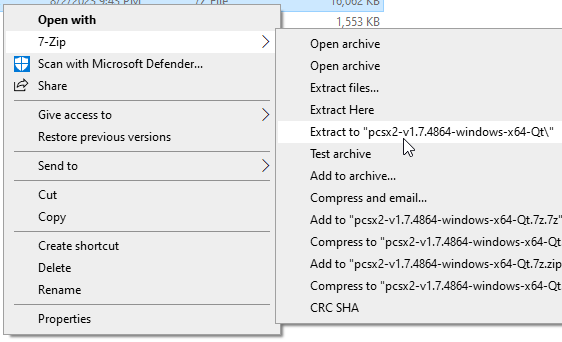 8/2/2023 9:43 PM 7Z File 16,062 KB
1,553 KB
Open with
7-Zip
Scan with Microsoft Defender...
Share
Give access to
Restore previous versions
Send to
Cut
Copy
Create shortcut
Delete
Rename
Properties
Open archive
Open archive
Extract files...
Extract Here
Extract to "pcsx2-v1.7.4864-windows-x64-Qt\"
Test archive
Add to archive...
Compress and email...
Add to "pcsx2-v1.7.4864-windows-x64-Qt.7z.7z"
Compress to "pcsx2-v1.7.4864-windows-x64-Qt
Add to "pcsx2-v1.7.4864-windows-x64-Qt.7z.zip
Compress to "pcsx2-v1.7.4864-windows-x64-Qt
CRC SHA